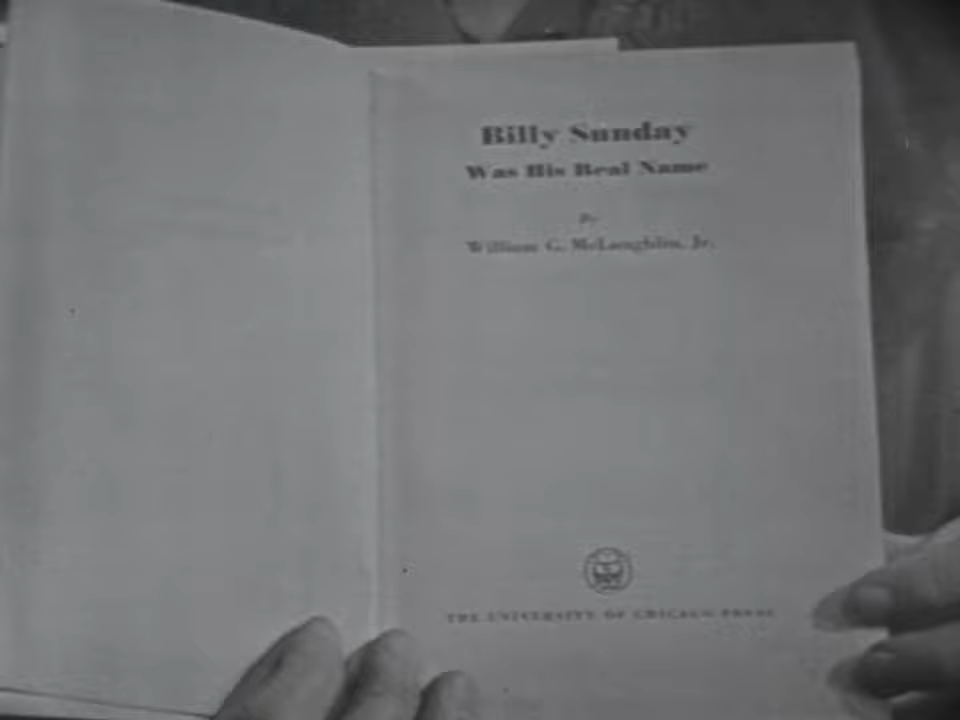 Billy Sunday
Was His Real Name
By
William G. McLoughlin, Jr.
THE UNIVERSITY OF CHICAGO PRESS